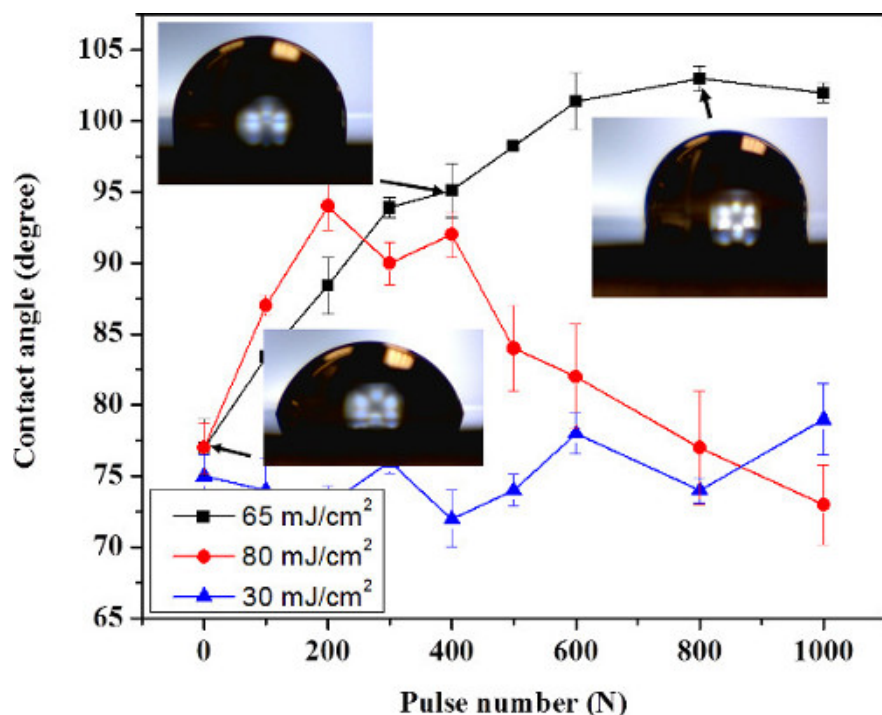 105
100
95
90
85
80
75
70
65
Contact angle (degree)
65 mJ/cm²
80 mJ/cm²
30 mJ/cm²
0 200 400 600 800 1000
Pulse number (N)